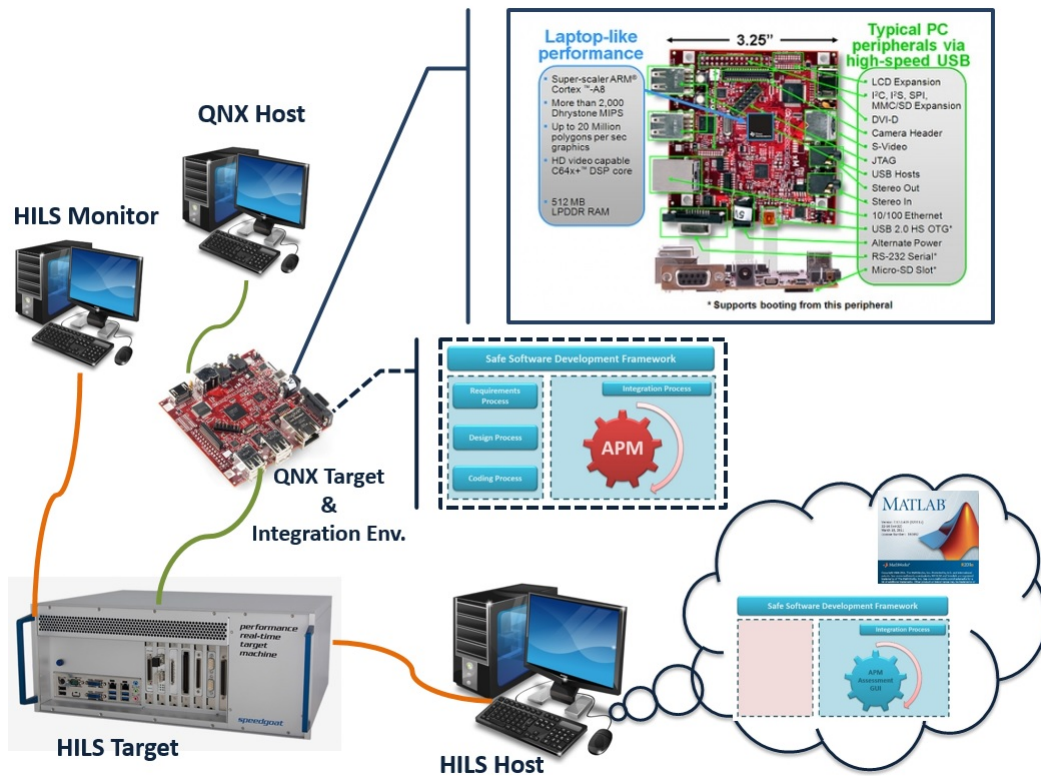 QNX Host
HILS Monitor
Laptop-like
performance
• Super-scaler ARM®
Cortex ™-A8
• More than 2,000
Dhrystone MIPS
• Up to 20 Million
polygons per sec
graphics
• HD video capable
C64x+™ DSP core
• 512 MB
LPDDR RAM
3.25”
Typical PC
peripherals via
high-speed USB
LCD Expansion
I²C, I²S, SPI,
MMC/SD Expansion
DVI-D
Camera Header
S-Video
JTAG
USB Hosts
Stereo Out
Stereo In
10/100 Ethernet
USB 2.0 HS OTG*
Alternate Power
RS-232 Serial*
Micro-SD Slot*
5V
* Supports booting from this peripheral
Safe Software Development Framework
Requirements
Process
Design Process
Coding Process
Integration Process
APM
QNX Target
&
Integration Env.
performance
real-time
target
machine
speedgoat
HILS Target
HILS Host
MATLAB®
MathWorks®
Safe Software Development Framework
Integration Process
APM
Assessment
GUI